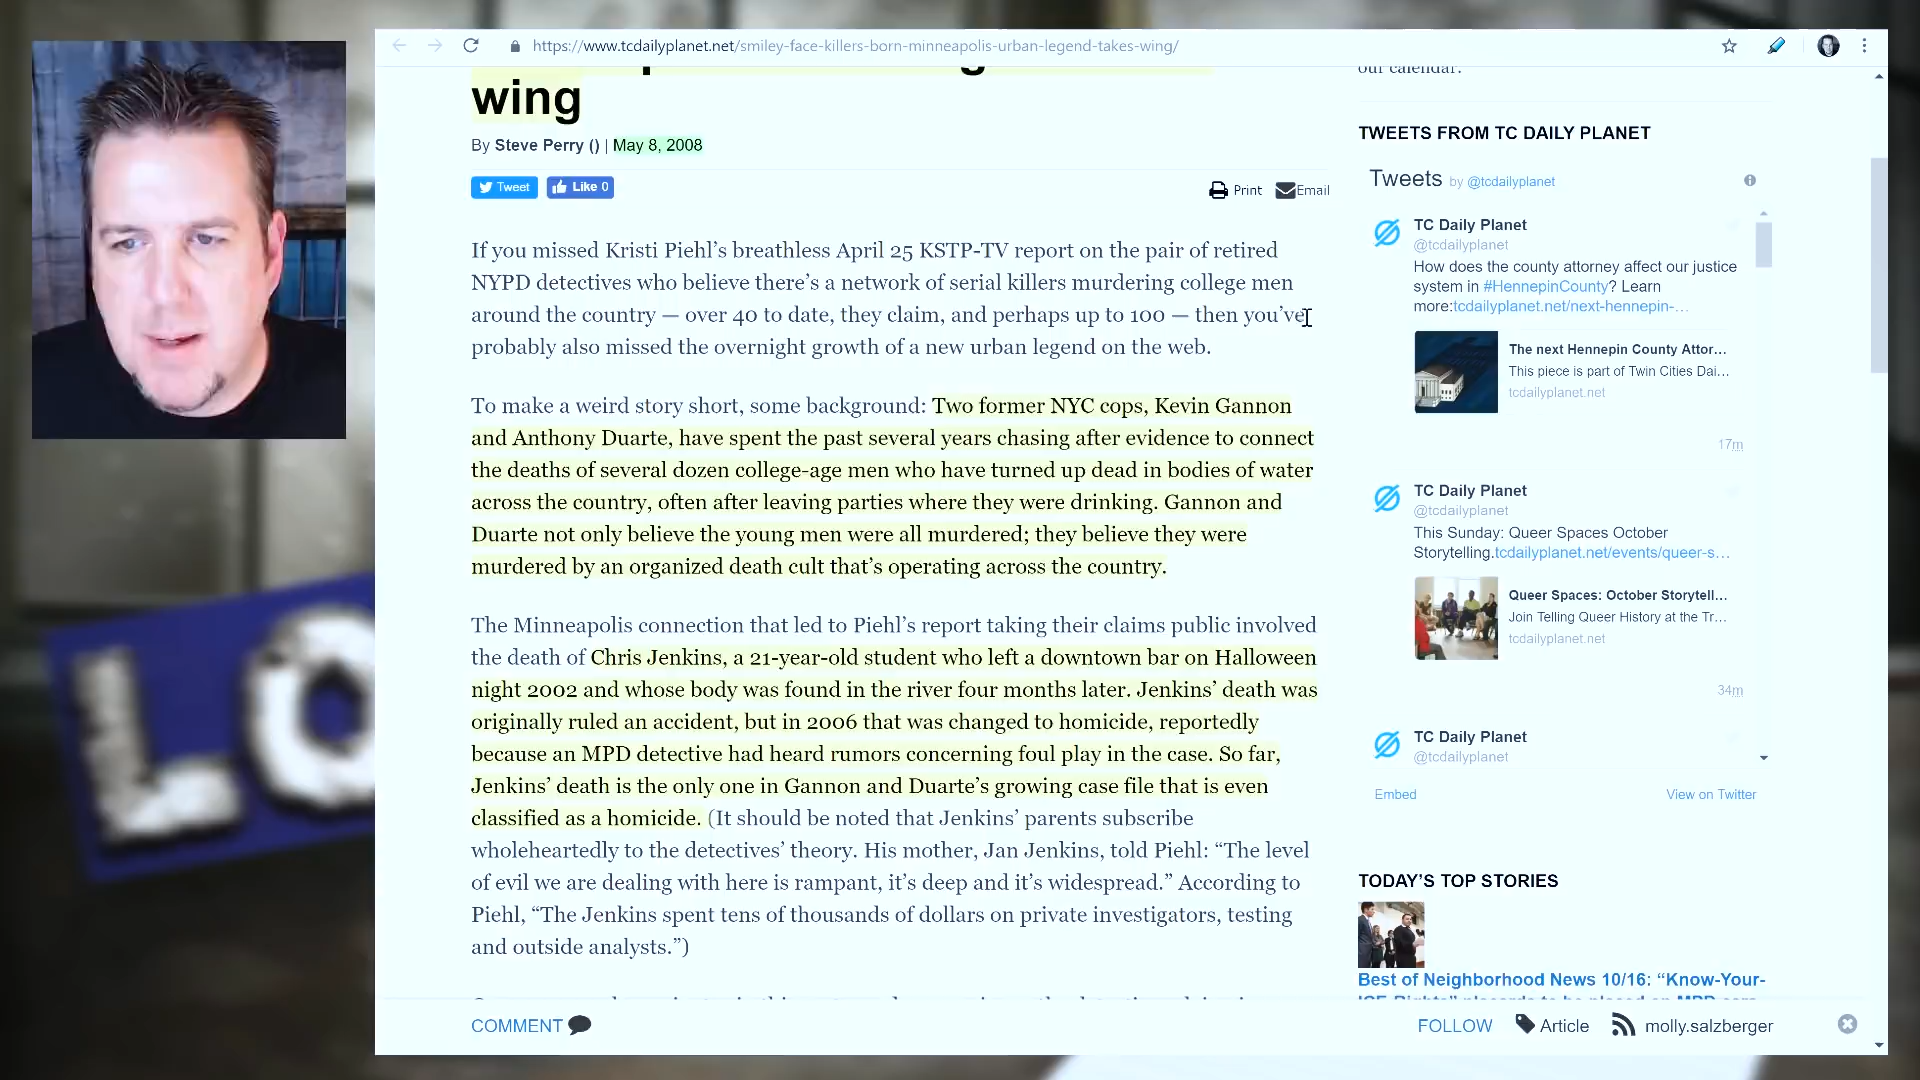 https://www.tcdailyplanet.net/smiley-face-killers-born-minneapolis-urban-legend-takes-wing/
wing
By Steve Perry () | May 8, 2008
Tweet
Like 0
Print
Email
If you missed Kristi Piehl’s breathless April 25 KSTP-TV report on the pair of retired
NYPD detectives who believe there’s a network of serial killers murdering college men
around the country — over 40 to date, they claim, and perhaps up to 100 — then you’ve
probably also missed the overnight growth of a new urban legend on the web.
To make a weird story short, some background: Two former NYC cops, Kevin Gannon
and Anthony Duarte, have spent the past several years chasing after evidence to connect
the deaths of several dozen college-age men who have turned up dead in bodies of water
across the country, often after leaving parties where they were drinking. Gannon and
Duarte not only believe the young men were all murdered; they believe they were
murdered by an organized death cult that’s operating across the country.
The Minneapolis connection that led to Piehl’s report taking their claims public involved
the death of Chris Jenkins, a 21-year-old student who left a downtown bar on Halloween
night 2002 and whose body was found in the river four months later. Jenkins’ death was
originally ruled an accident, but in 2006 that was changed to homicide, reportedly
because an MPD detective had heard rumors concerning foul play in the case. So far,
Jenkins’ death is the only one in Gannon and Duarte’s growing case file that is even
classified as a homicide. (It should be noted that Jenkins’ parents subscribe
wholeheartedly to the detectives’ theory. His mother, Jan Jenkins, told Piehl: “The level
of evil we are dealing with here is rampant, it’s deep and it’s widespread.” According to
Piehl, “The Jenkins spent tens of thousands of dollars on private investigators, testing
and outside analysts.”)
COMMENT
FOLLOW
Article
molly.salzberger
our calendar.
TWEETS FROM TC DAILY PLANET
Tweets by @tcdailyplanet
TC Daily Planet
@tcdailyplanet
How does the county attorney affect our justice
system in #HennepinCounty? Learn
more:tcdailyplanet.net/next-hennepin-…
The next Hennepin County Attor…
This piece is part of Twin Cities Dai…
tcdailyplanet.net
17m
TC Daily Planet
@tcdailyplanet
This Sunday: Queer Spaces October
Storytelling.tcdailyplanet.net/events/queer-s…
Queer Spaces: October Storytell…
Join Telling Queer History at the Tr…
tcdailyplanet.net
34m
TC Daily Planet
@tcdailyplanet
Embed
View on Twitter
TODAY’S TOP STORIES
Best of Neighborhood News 10/16: “Know-Your-
LO